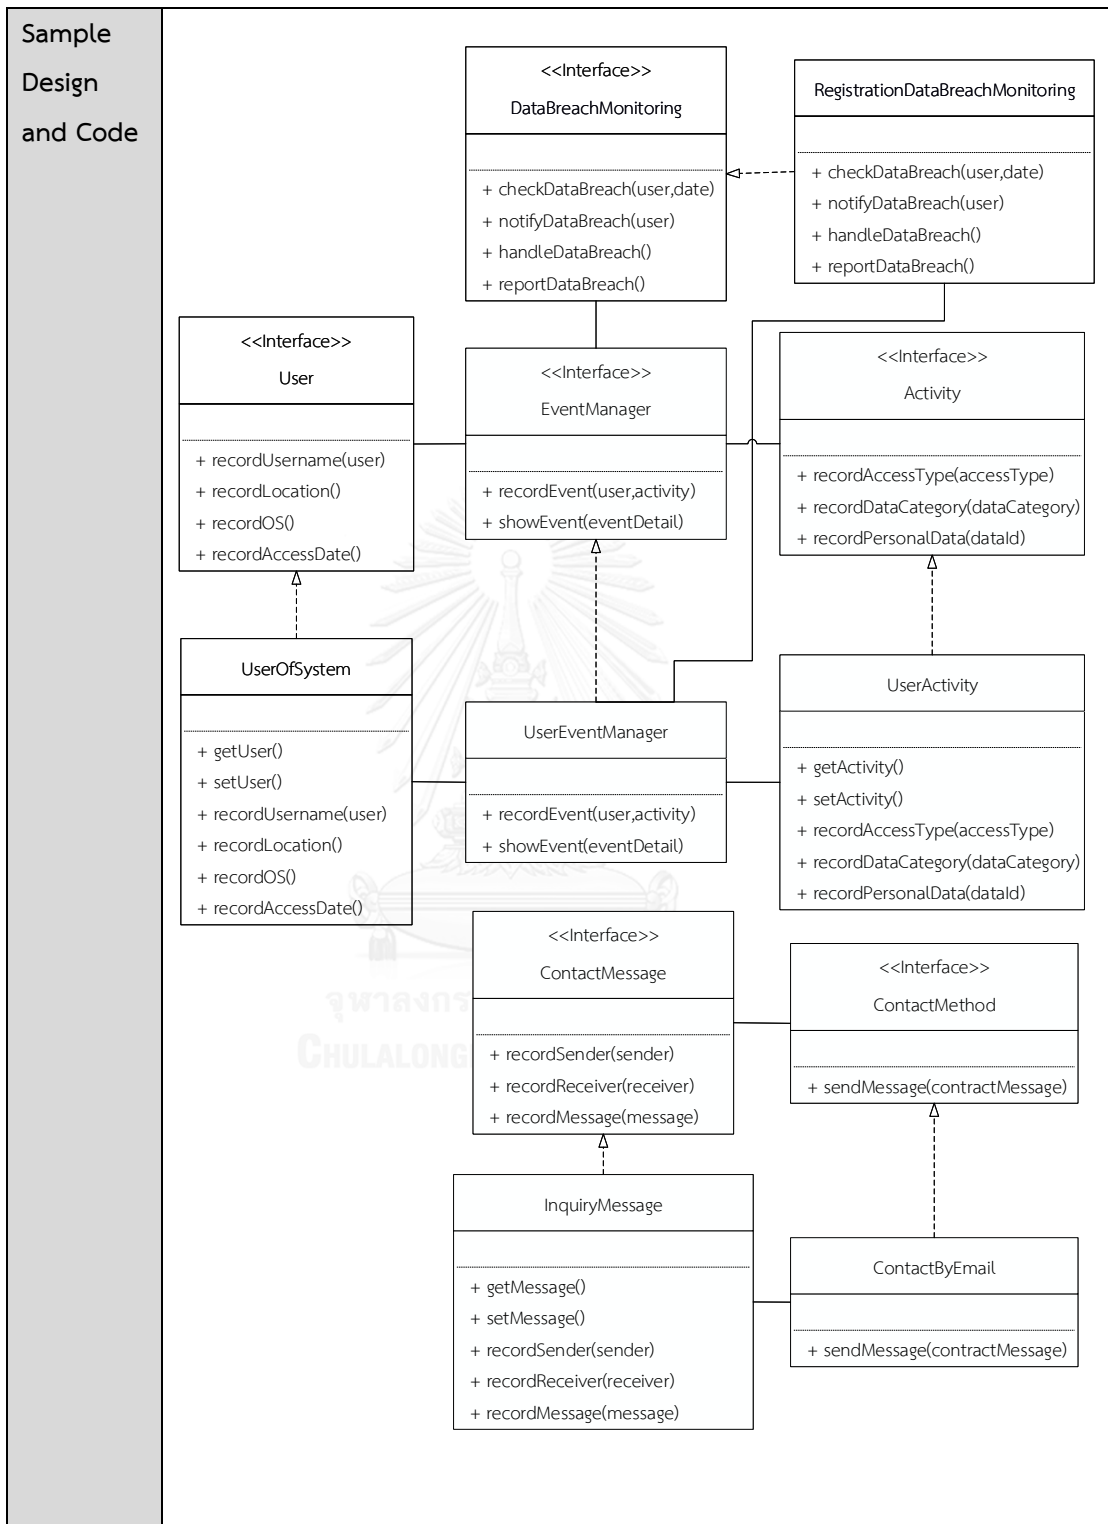 Sample
Design
and Code
<<Interface>>
DataBreachMonitoring
+ checkDataBreach(user,date)
+ notifyDataBreach(user)
+ handleDataBreach()
+ reportDataBreach()
RegistrationDataBreachMonitoring
+ checkDataBreach(user,date)
+ notifyDataBreach(user)
+ handleDataBreach()
+ reportDataBreach()
<<Interface>>
User
+ recordUsername(user)
+ recordLocation()
+ recordOS()
+ recordAccessDate()
<<Interface>>
EventManager
+ recordEvent(user,activity)
+ showEvent(eventDetail)
<<Interface>>
Activity
+ recordAccessType(accessType)
+ recordDataCategory(dataCategory)
+ recordPersonalData(dataId)
UserOfSystem
+ getUser()
+ setUser()
+ recordUsername(user)
+ recordLocation()
+ recordOS()
+ recordAccessDate()
UserEventManager
+ recordEvent(user,activity)
+ showEvent(eventDetail)
UserActivity
+ getActivity()
+ setActivity()
+ recordAccessType(accessType)
+ recordDataCategory(dataCategory)
+ recordPersonalData(dataId)
<<Interface>>
ContactMessage
+ recordSender(sender)
+ recordReceiver(receiver)
+ recordMessage(message)
<<Interface>>
ContactMethod
+ sendMessage(contractMessage)
InquiryMessage
+ getMessage()
+ setMessage()
+ recordSender(sender)
+ recordReceiver(receiver)
+ recordMessage(message)
ContactByEmail
+ sendMessage(contractMessage)